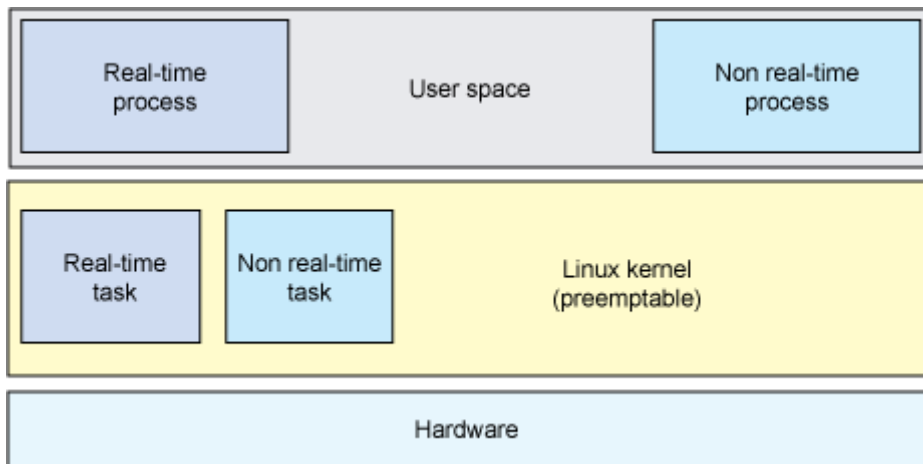 Real-time
process
User space
Non real-time
process
Real-time
task
Non real-time
task
Linux kernel
(preemptable)
Hardware